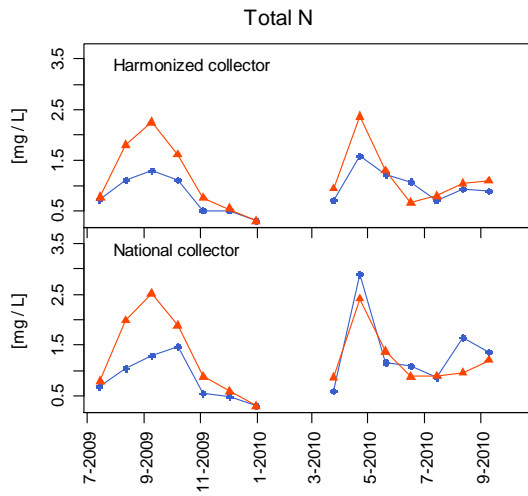 Total N
Harmonized collector
[mg / L]
3.5
2.5
1.5
0.5
National collector
[mg / L]
3.5
2.5
1.5
0.5
7-2009 9-2009 11-2009 1-2010 3-2010 5-2010 7-2010 9-2010